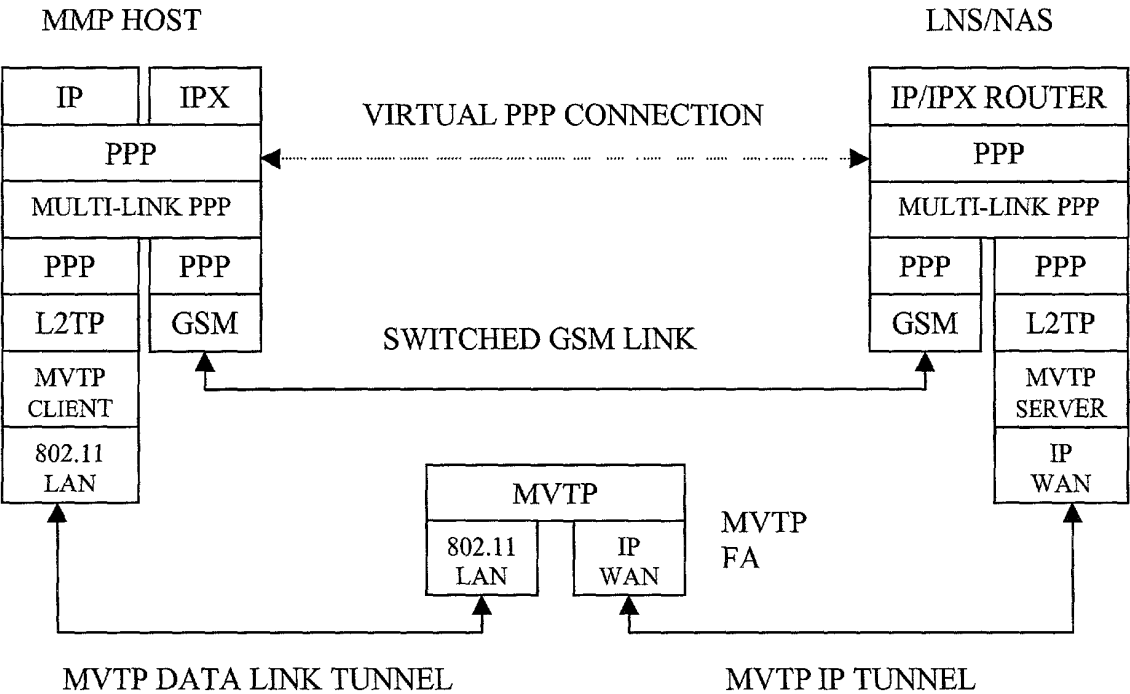 MMP HOST
LNS/NAS
IP
IPX
IP/IPX ROUTER
VIRTUAL PPP CONNECTION
PPP
PPP
MULTI-LINK PPP
MULTI-LINK PPP
PPP
PPP
PPP
PPP
L2TP
GSM
SWITCHED GSM LINK
GSM
L2TP
MVTP
CLIENT
MVTP
SERVER
802.11
LAN
IP
WAN
MVTP
802.11
LAN
IP
WAN
MVTP
FA
MVTP DATA LINK TUNNEL
MVTP IP TUNNEL